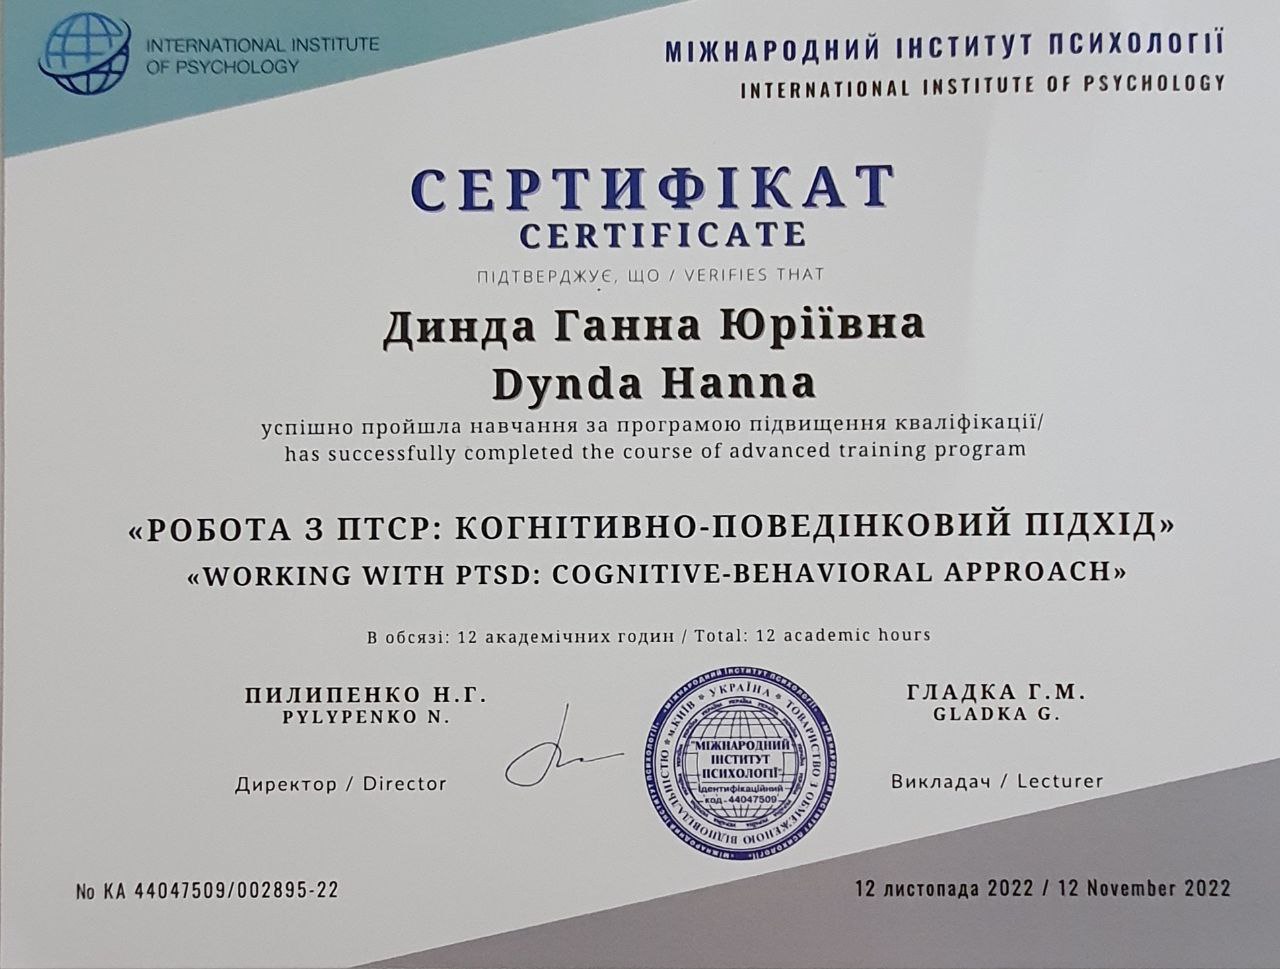 INTERNATIONAL INSTITUTE
OF PSYCHOLOGY
МІЖНАРОДНИЙ ІНСТИТУТ ПСИХОЛОГІЇ
INTERNATIONAL INSTITUTE OF PSYCHOLOGY
СЕРТИФІКАТ
CERTIFICATE
ПІДТВЕРДЖУЄ, ЩО / VERIFIES THAT
Динда Ганна Юріївна
Dynda Hanna
успішно пройшла навчання за програмою підвищення кваліфікації/
has successfully completed the course of advanced training program
«РОБОТА З ПТСР: КОГНІТИВНО-ПОВЕДІНКОВИЙ ПІДХІД»
«WORKING WITH PTSD: COGNITIVE-BEHAVIORAL APPROACH»
В обсязі: 12 академічних годин / Total: 12 academic hours
ПИЛИПЕНКО Н.Г.
PYLYPENKO N.
Директор / Director
м.КИЇВ * УКРАЇНА * ТОВАРИСТВО З ОБМЕЖЕНОЮ ВІДПОВІДАЛЬНІСТЮ *
"МІЖНАРОДНИЙ
ІНСТИТУТ
ПСИХОЛОГІЇ"
Ідентифікаційний
код - 44047509
ГЛАДКА Г.М.
GLADKA G.
Викладач / Lecturer
No KA 44047509/002895-22
12 листопада 2022 / 12 November 2022